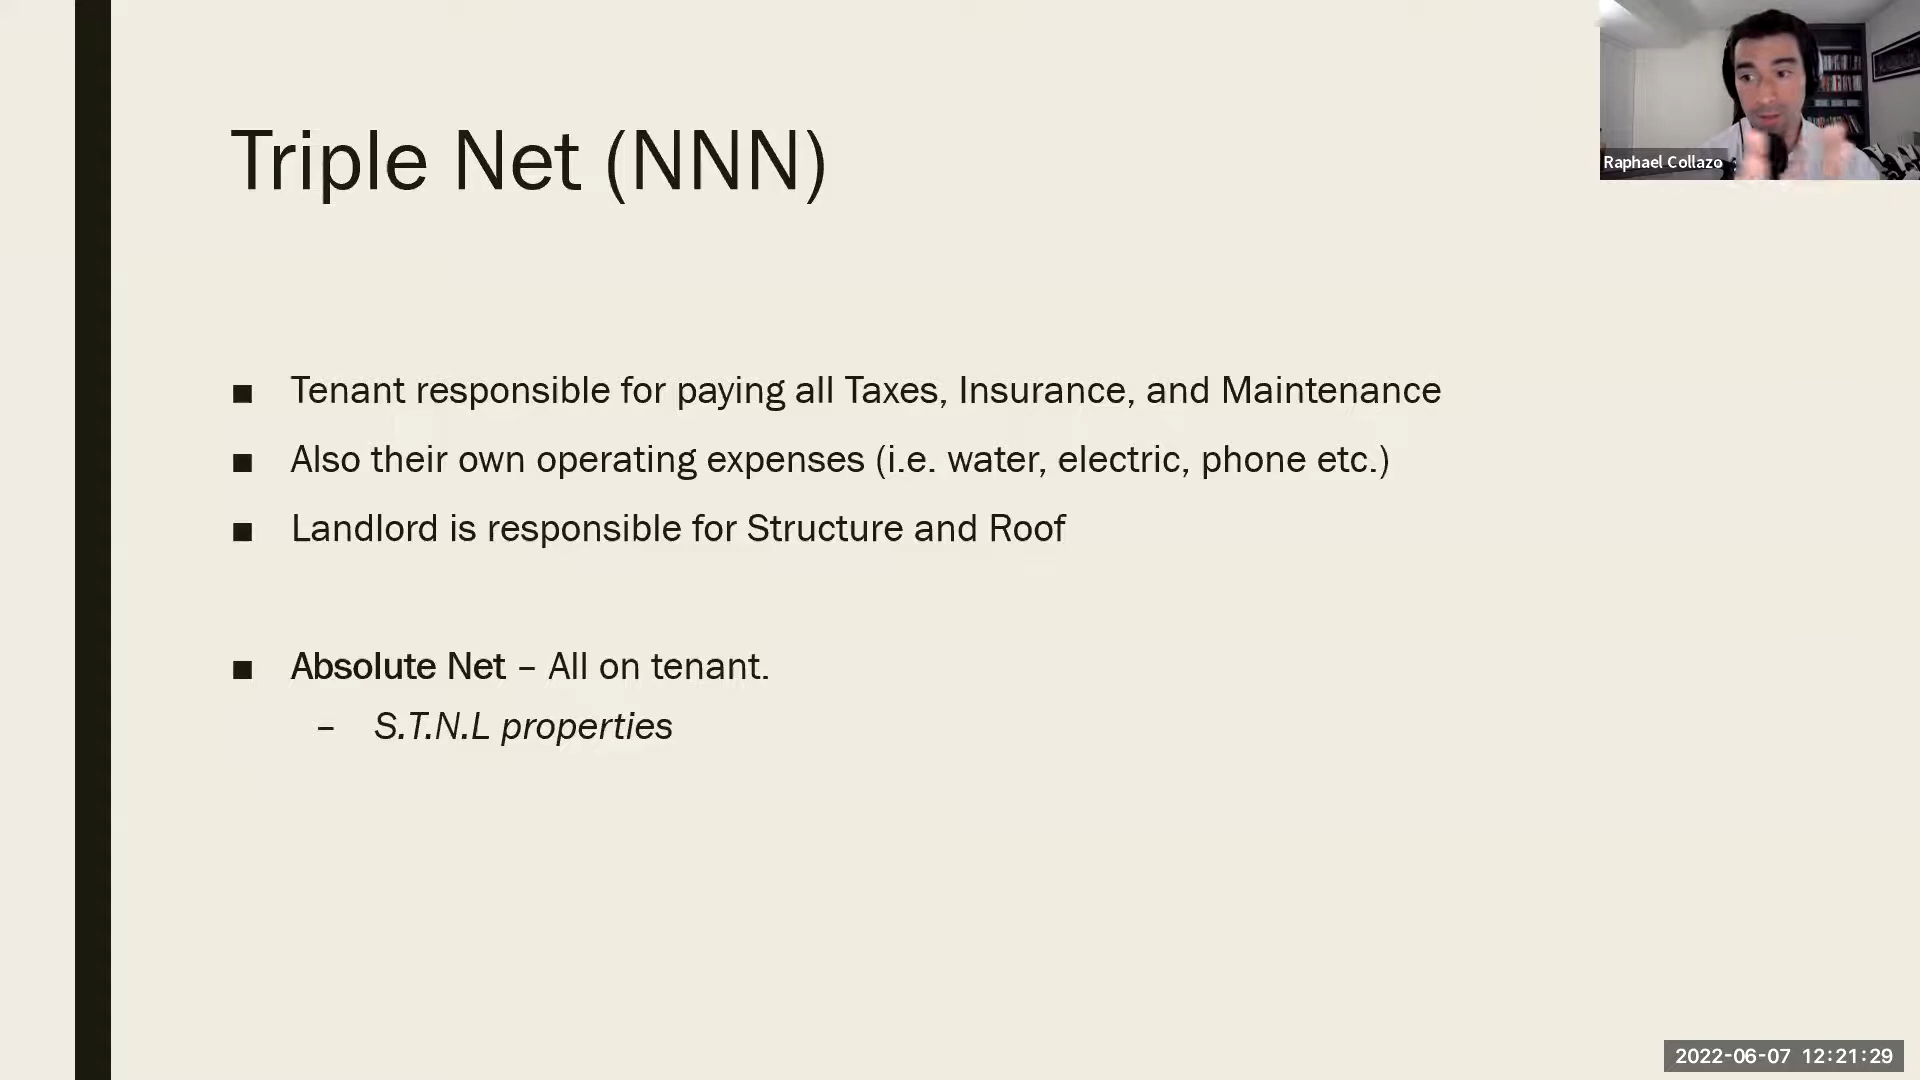 Triple Net (NNN)
Raphael Collazo
■ Tenant responsible for paying all Taxes, Insurance, and Maintenance
■ Also their own operating expenses (i.e. water, electric, phone etc.)
■ Landlord is responsible for Structure and Roof
■ Absolute Net – All on tenant.
– S.T.N.L properties
2022-06-07 12:21:29